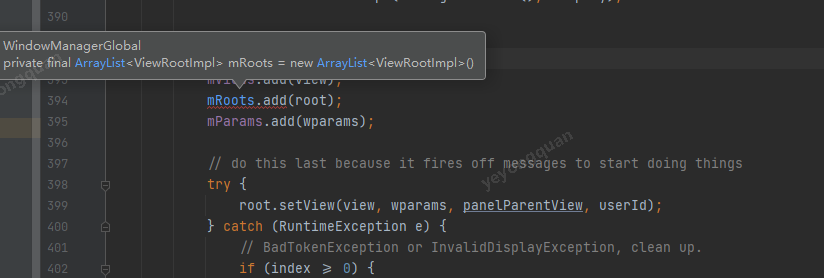 390
WindowManagerGlobal
private final ArrayList<ViewRootImpl> mRoots = new ArrayList<ViewRootImpl>()
mViews.add(view);
394 mRoots.add(root);
395 mParams.add(wparams);
396
397 // do this last because it fires off messages to start doing things
398 try {
399 root.setView(view, wparams, panelParentView, userId);
400 } catch (RuntimeException e) {
401 // BadTokenException or InvalidDisplayException, clean up.
402 if (index >= 0) {
yeyongquan